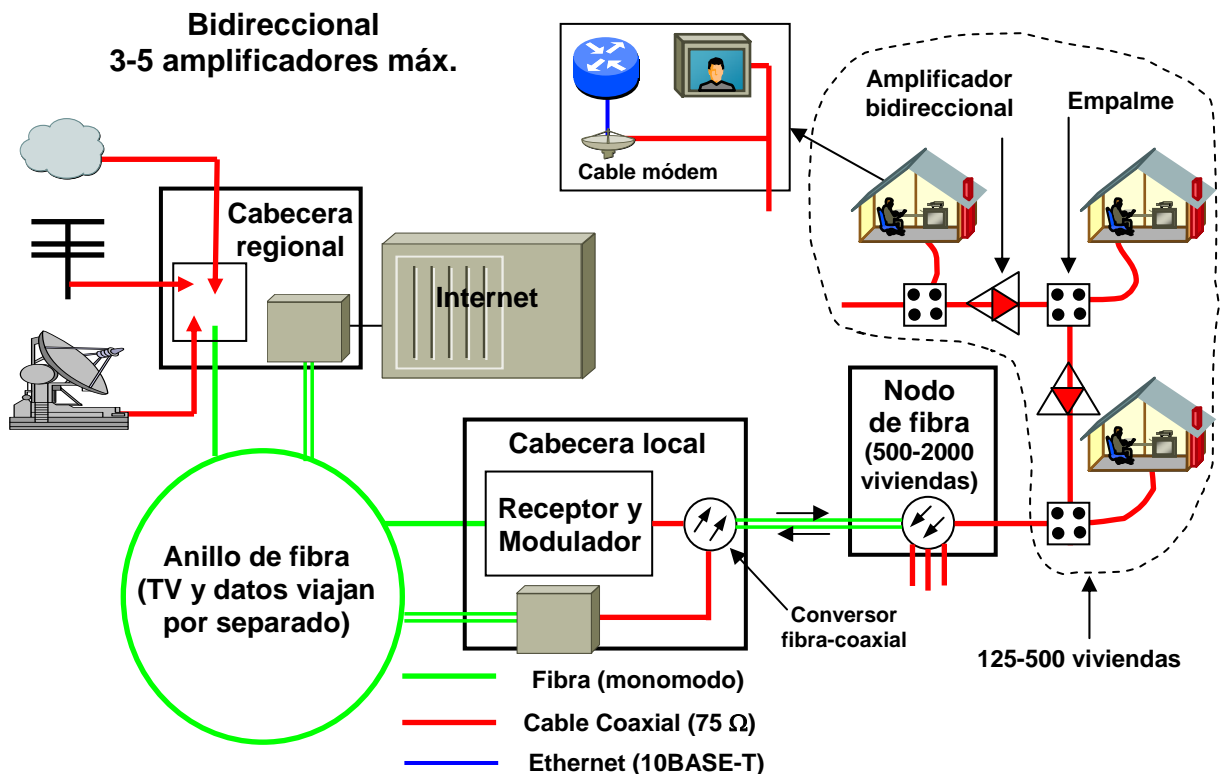 Bidireccional
3-5 amplificadores máx.
Amplificador
bidireccional
Empalme
Cable módem
Cabecera
regional
Internet
Nodo
de fibra
(500-2000
viviendas)
Cabecera local
Receptor y
Modulador
Anillo de fibra
(TV y datos viajan
por separado)
Conversor
fibra-coaxial
125-500 viviendas
Fibra (monomodo)
Cable Coaxial (75 Ω)
Ethernet (10BASE-T)